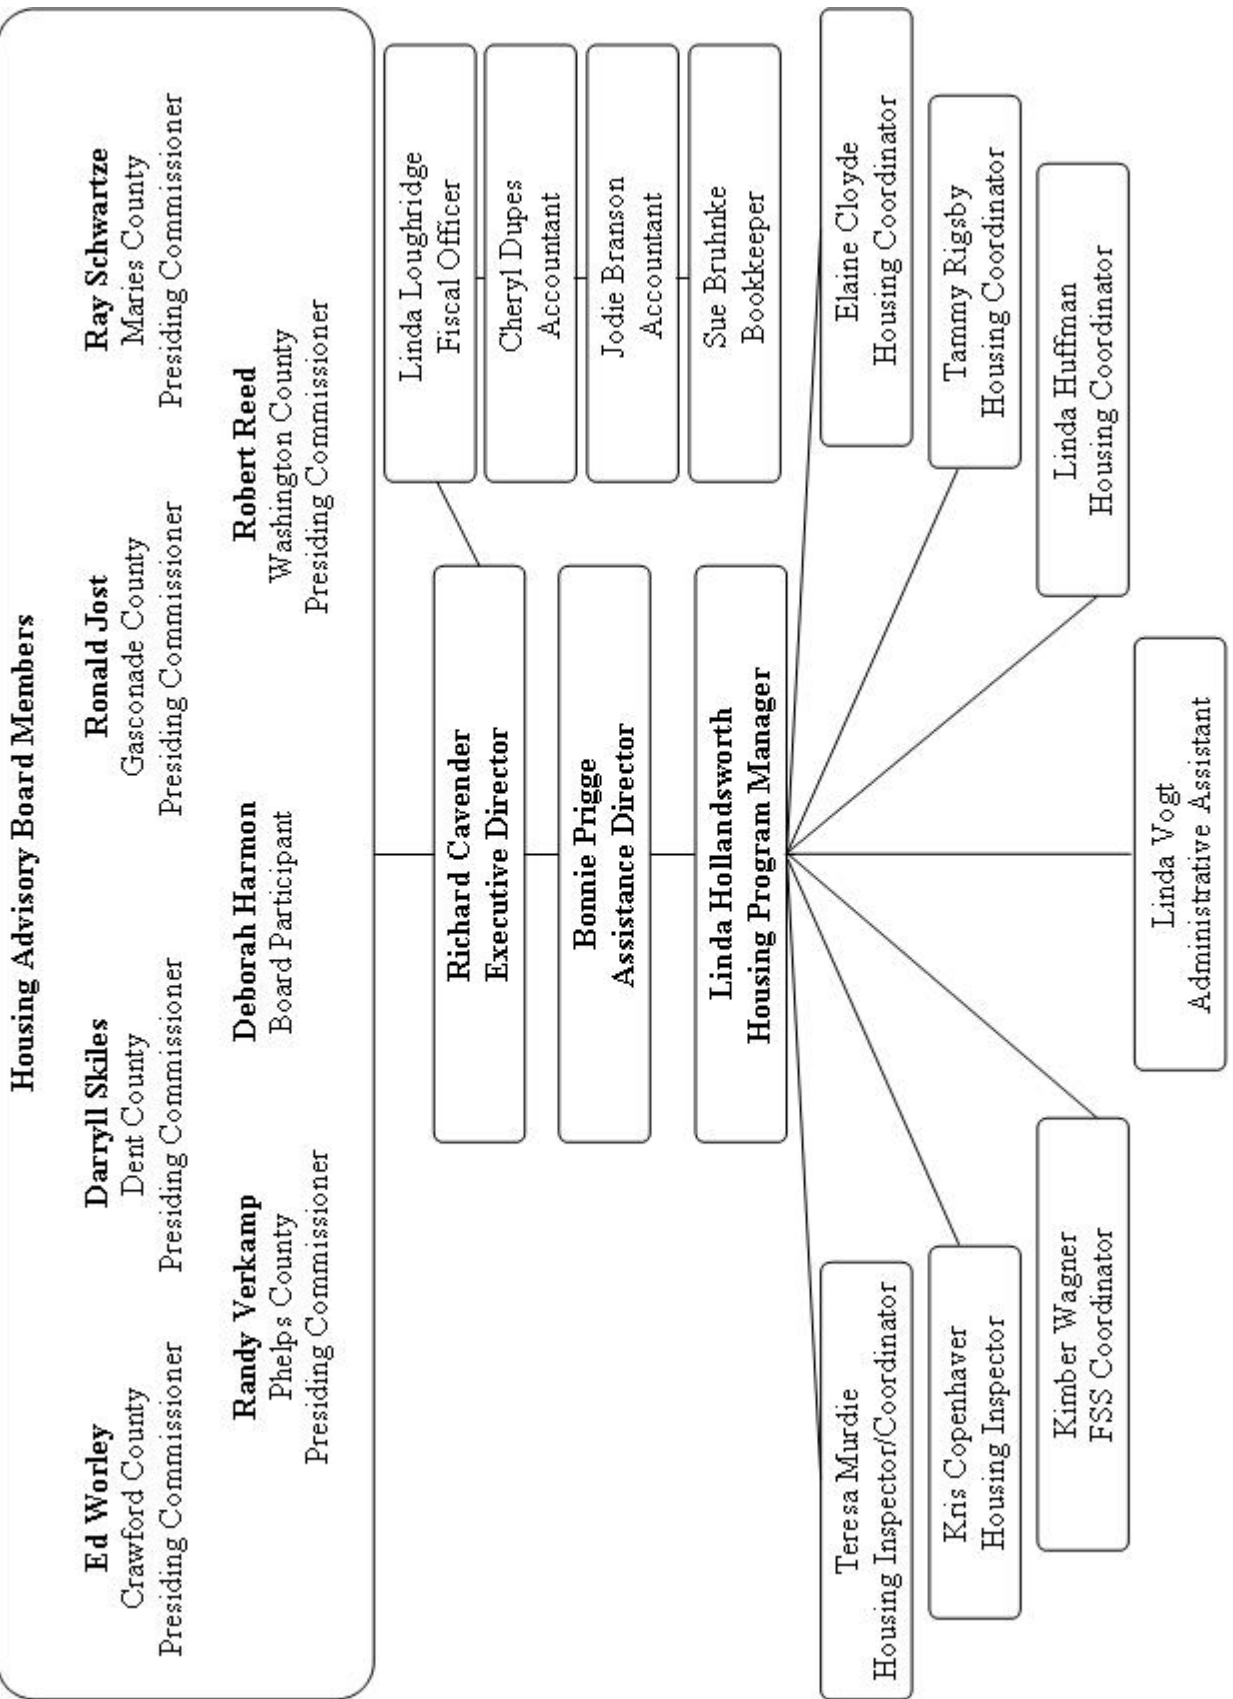 Housing Advisory Board Members
Ed Worley
Crawford County
Presiding Commissioner
Darryll Skiles
Dent County
Presiding Commissioner
Ronald Jost
Gasconade County
Presiding Commissioner
Ray Schwartze
Maries County
Presiding Commissioner
Randy Verkamp
Phelps County
Presiding Commissioner
Deborah Harmon
Board Participant
Robert Reed
Washington County
Presiding Commissioner
Richard Cavender
Executive Director
Linda Loughridge
Fiscal Officer
Cheryl Dupes
Accountant
Jodie Branson
Accountant
Sue Bruhnke
Bookkeeper
Bonnie Prigge
Assistance Director
Linda Hollandsworth
Housing Program Manager
Teresa Murdie
Housing Inspector/Coordinator
Kris Copenhaver
Housing Inspector
Kimber Wagner
FSS Coordinator
Linda Vogt
Administrative Assistant
Linda Huffman
Housing Coordinator
Tammy Rigsby
Housing Coordinator
Elaine Cloyde
Housing Coordinator